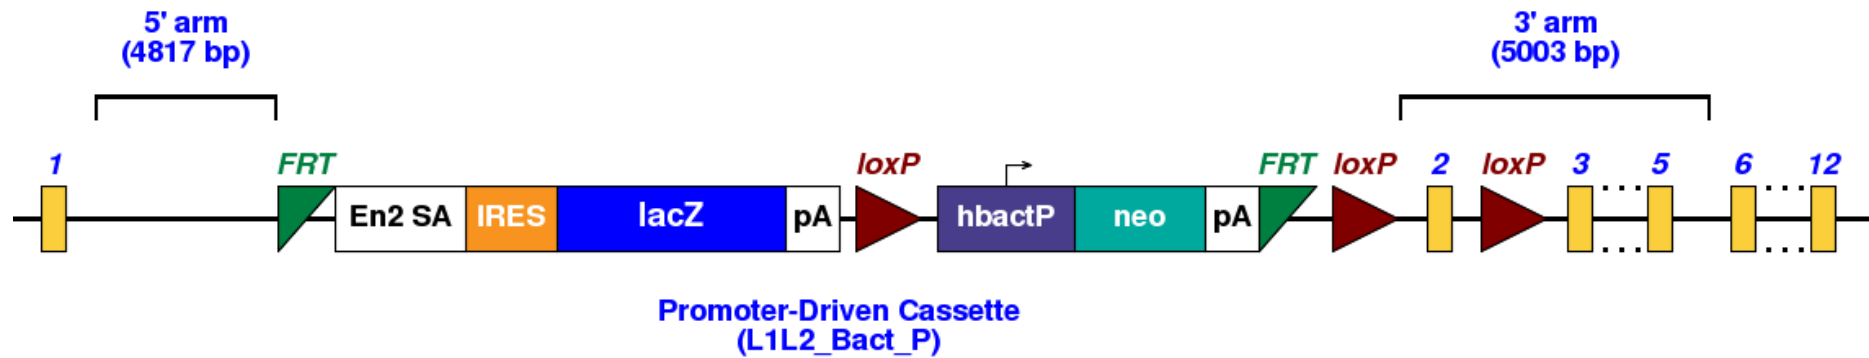 5' arm
(4817 bp)
3' arm
(5003 bp)
1 FRT loxP FRT loxP 2 loxP 3 ... 5 6 ... 12
En2 SA IRES lacZ pA hbactP neo pA
... ...
Promoter-Driven Cassette
(L1L2_Bact_P)